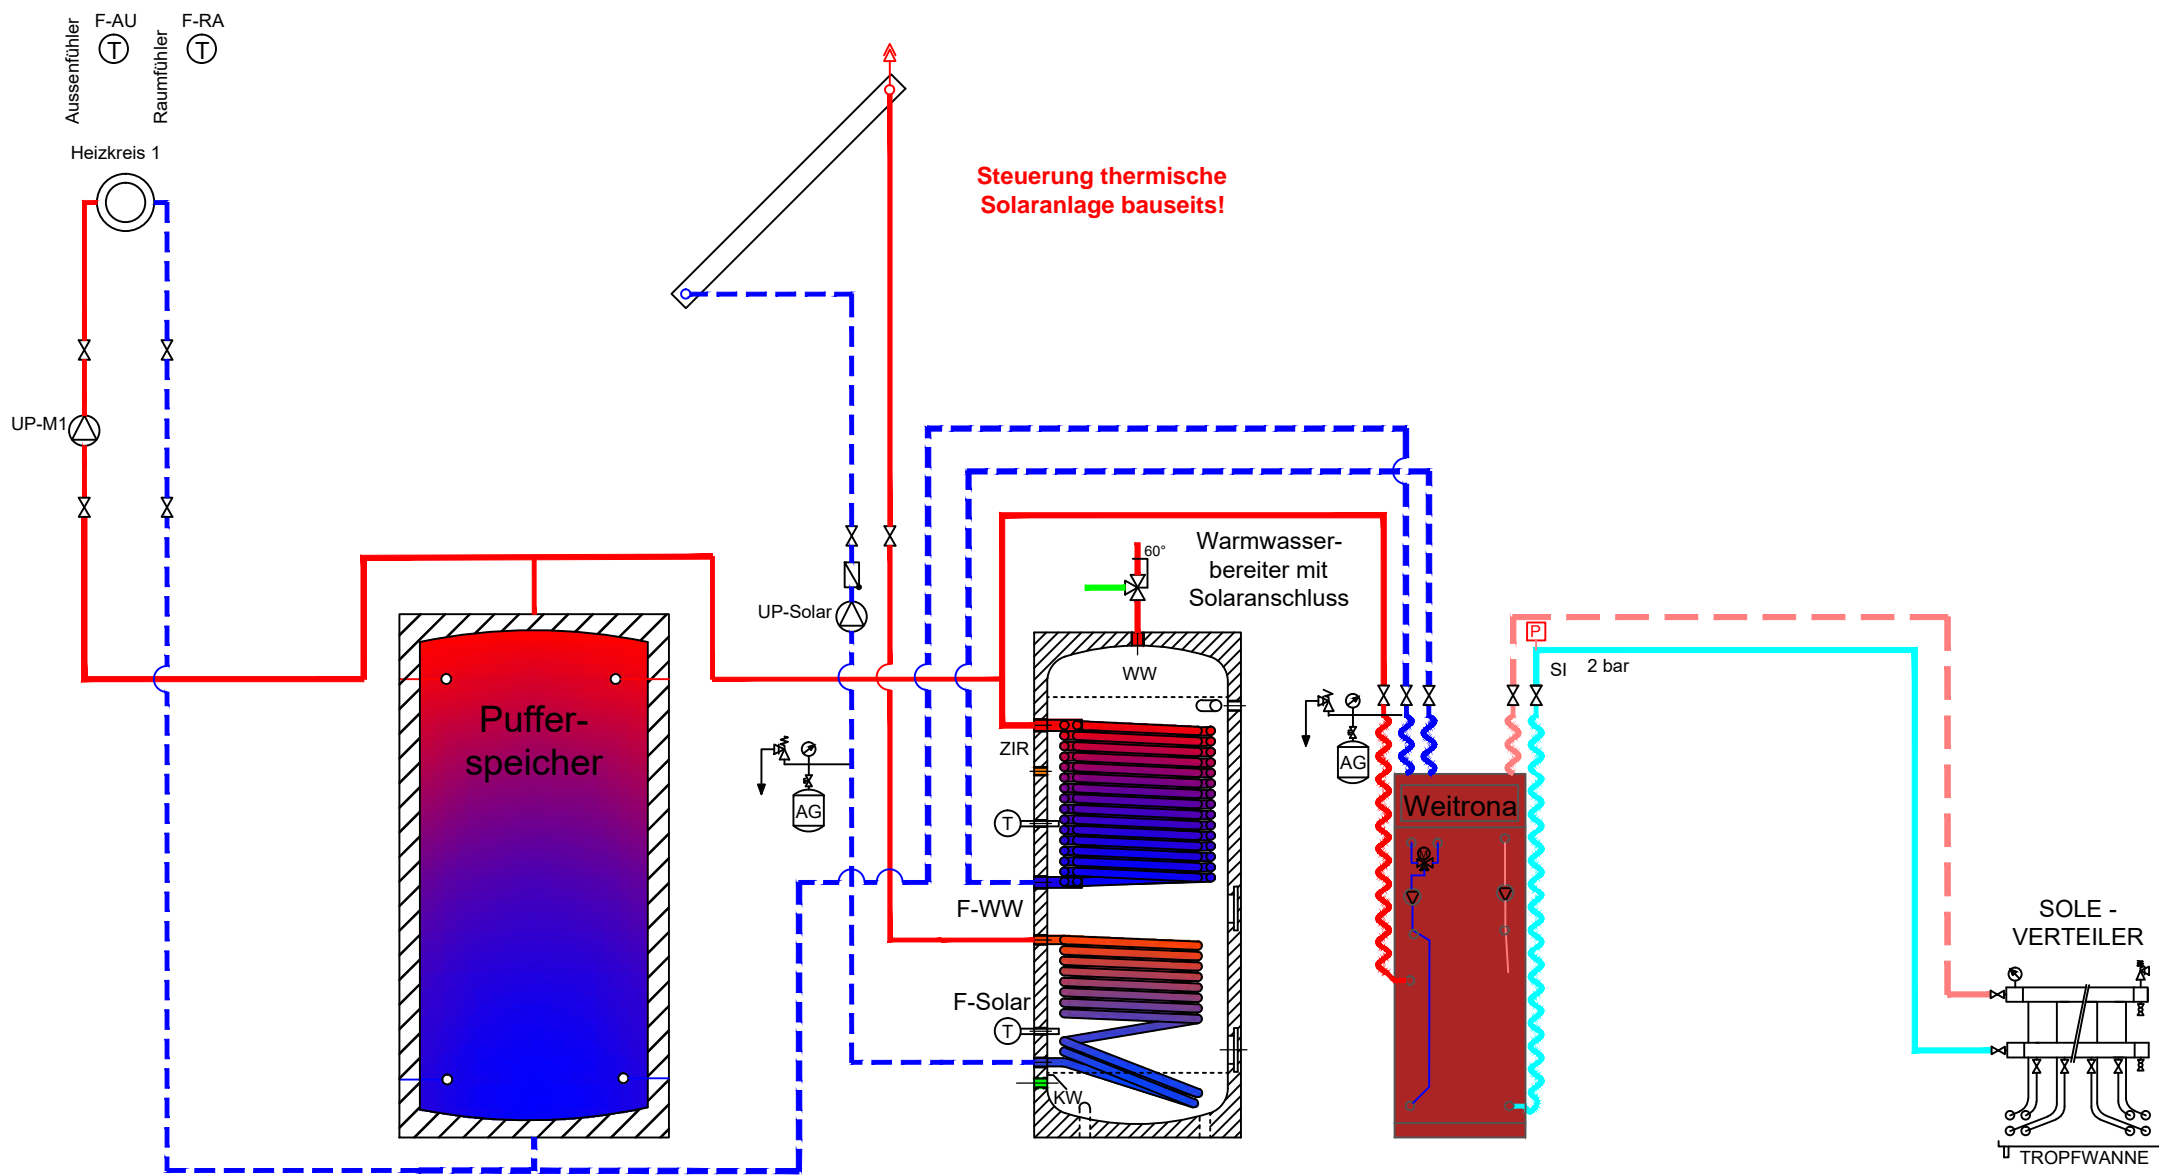 Aussenfühler
F-AU
T
Raumfühler
F-RA
T
Heizkreis 1
UP-M1
Steuerung thermische
Solaranlage bauseits!
Puffer-
speicher
UP-Solar
AG
60°
Warmwasser-
bereiter mit
Solaranschluss
WW
ZIR
T
F-WW
F-Solar
T
KW
AG
Weitrona
M
P
SI
2 bar
SOLE -
VERTEILER
TROPFWANNE